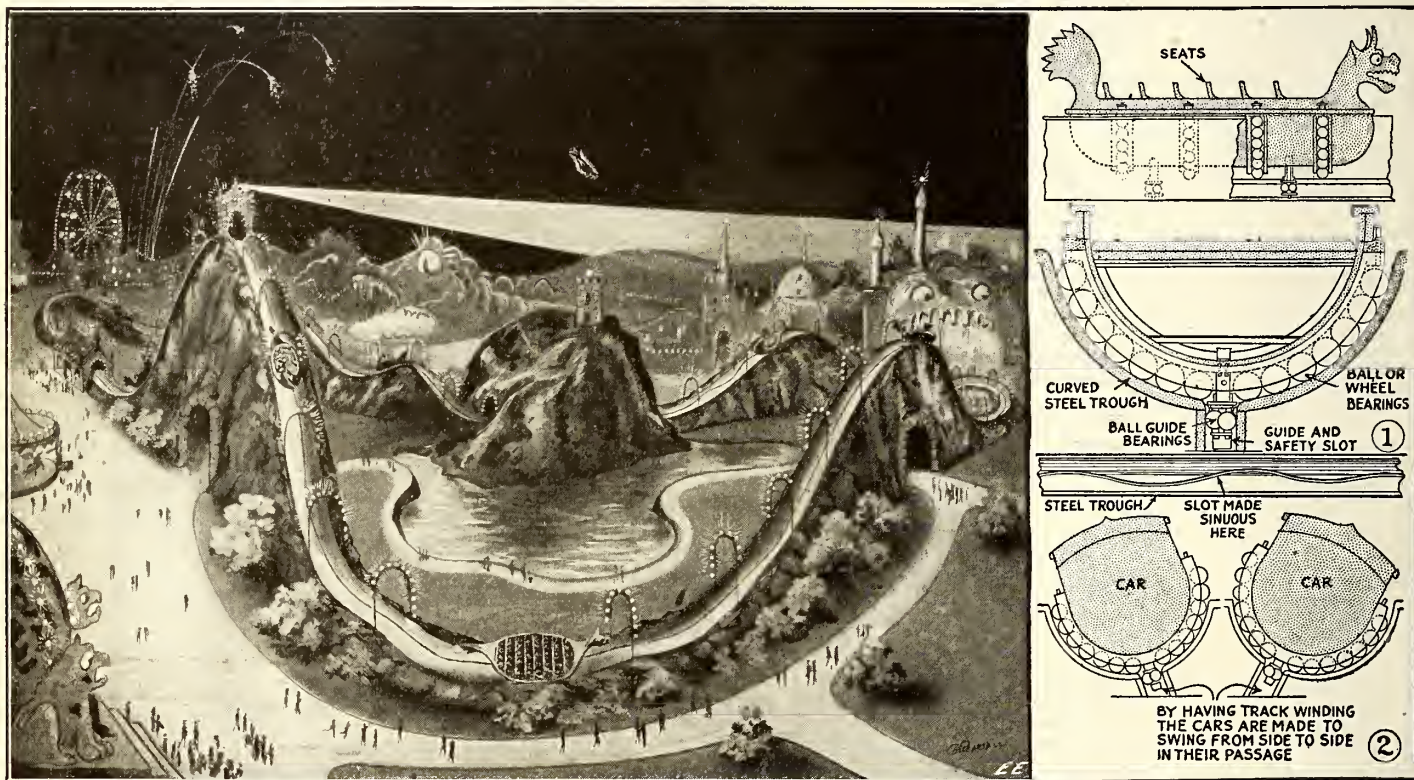 SEATS
CURVED
STEEL TROUGH
BALL OR
WHEEL
BEARINGS
BALL GUIDE
BEARINGS
GUIDE AND
SAFETY SLOT
1
STEEL TROUGH
SLOT MADE
SINUOUS
HERE
CAR
CAR
BY HAVING TRACK WINDING
THE CARS ARE MADE TO
SWING FROM SIDE TO SIDE
IN THEIR PASSAGE
2
EE